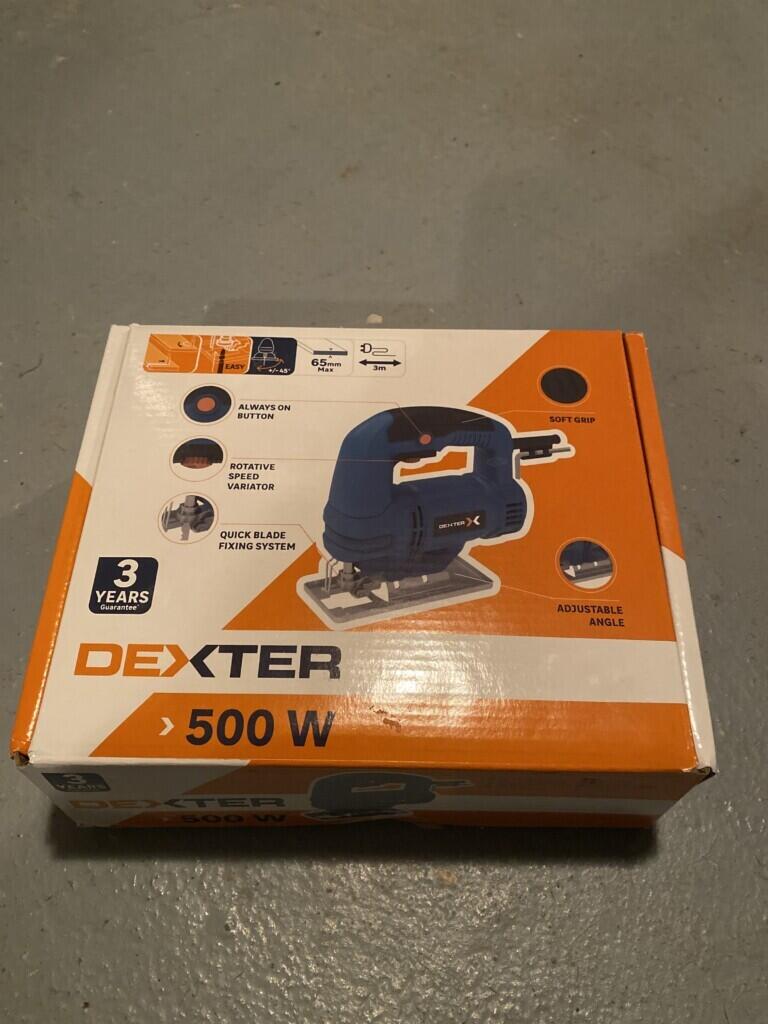 EASY
+/- 45°
65mm
Max
3m
ALWAYS ON
BUTTON
SOFT GRIP
ROTATIVE
SPEED
VARIATOR
QUICK BLADE
FIXING SYSTEM
DEXTER
3
YEARS
Guarantee*
ADJUSTABLE
ANGLE
DEXTER
500 W
3
YEARS
DEXTER
500 W